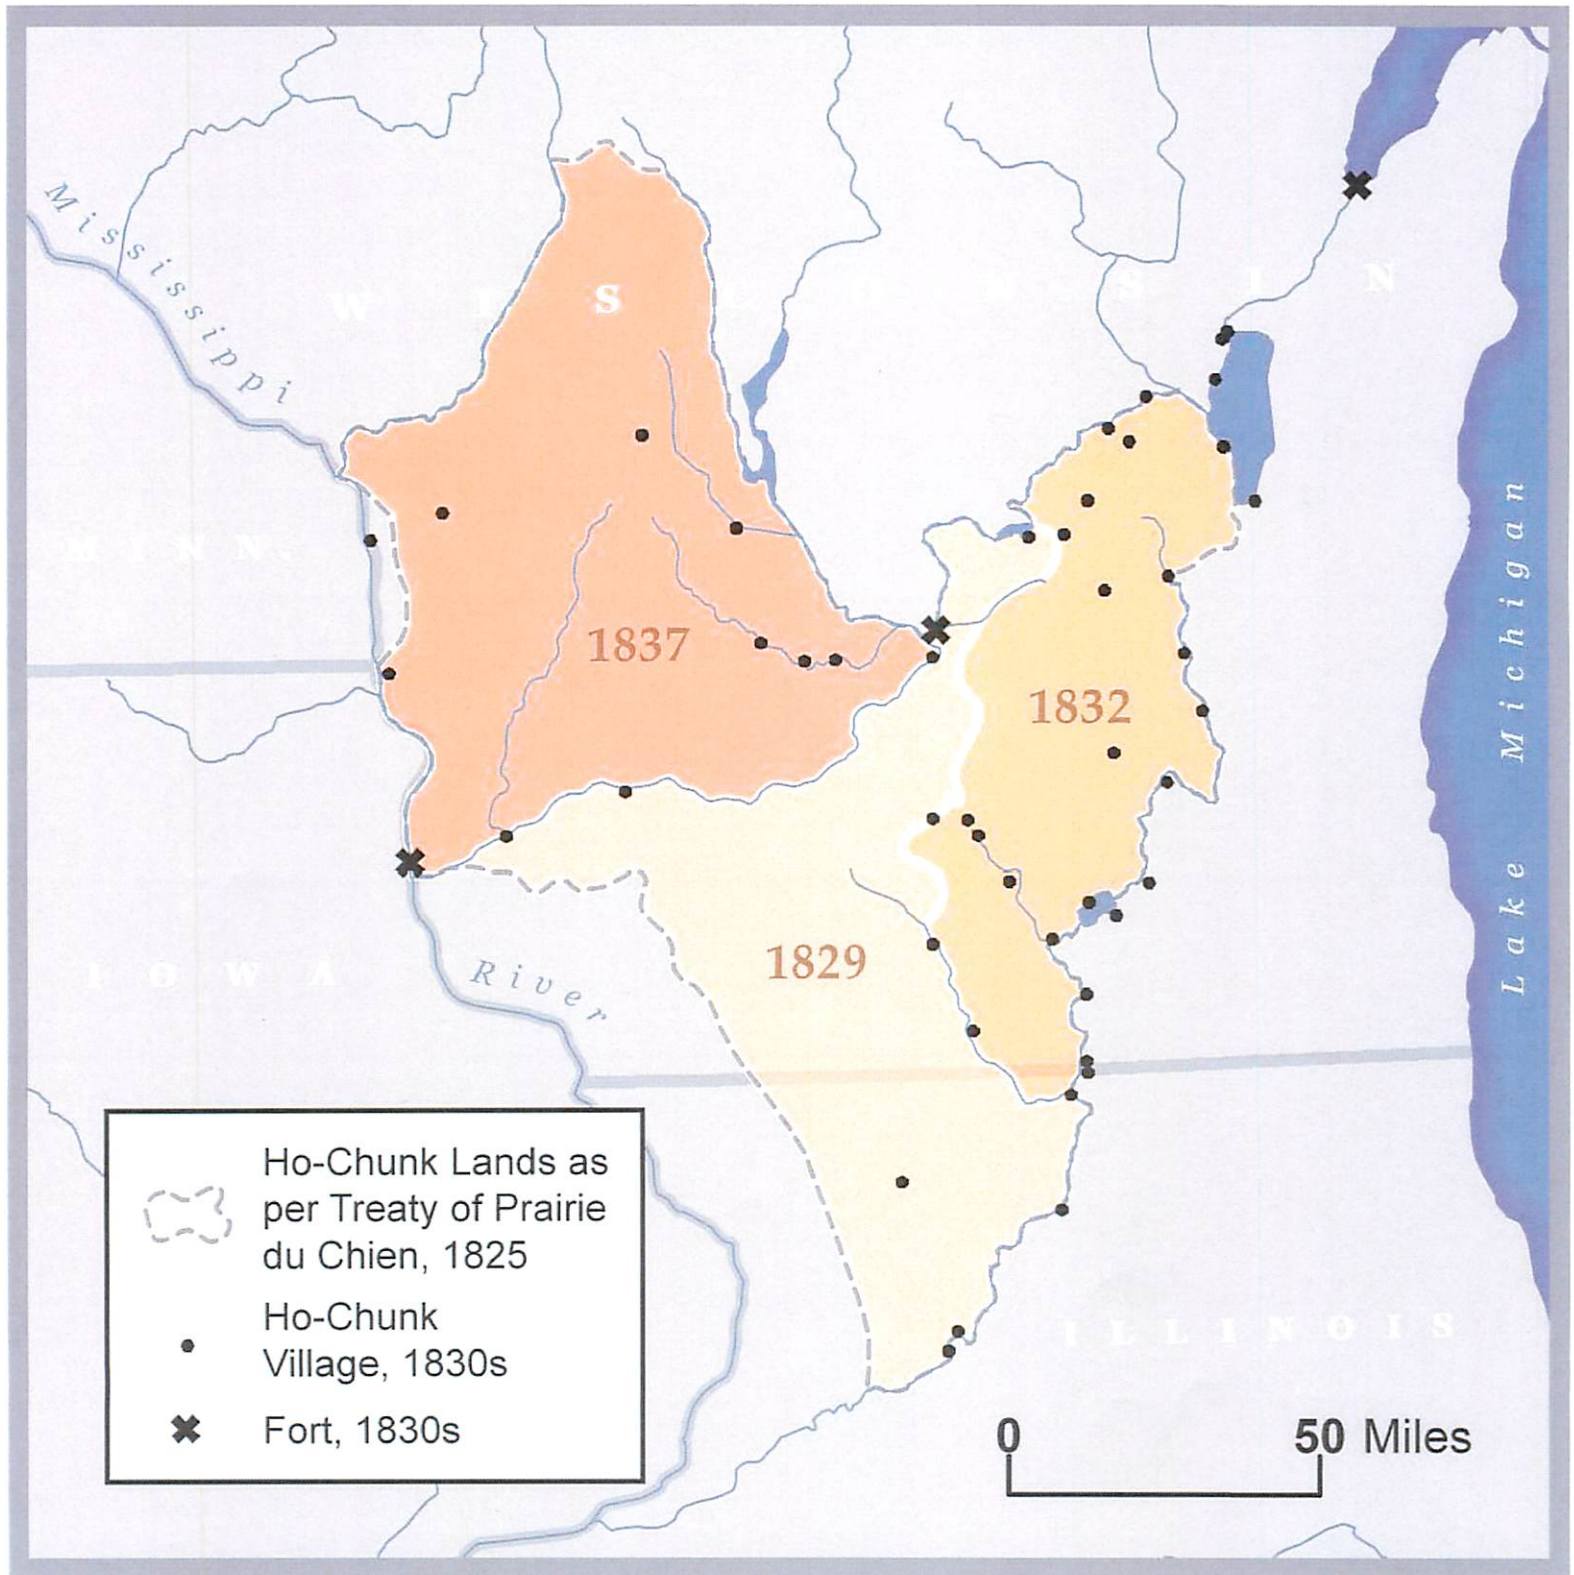 Mississippi
W I S S I N
MINN
1837
1832
Lake Michigan
1829
IOWA
River
Ho-Chunk Lands as
per Treaty of Prairie
du Chien, 1825
Ho-Chunk
Village, 1830s
Fort, 1830s
ILLINOIS
0 50 Miles